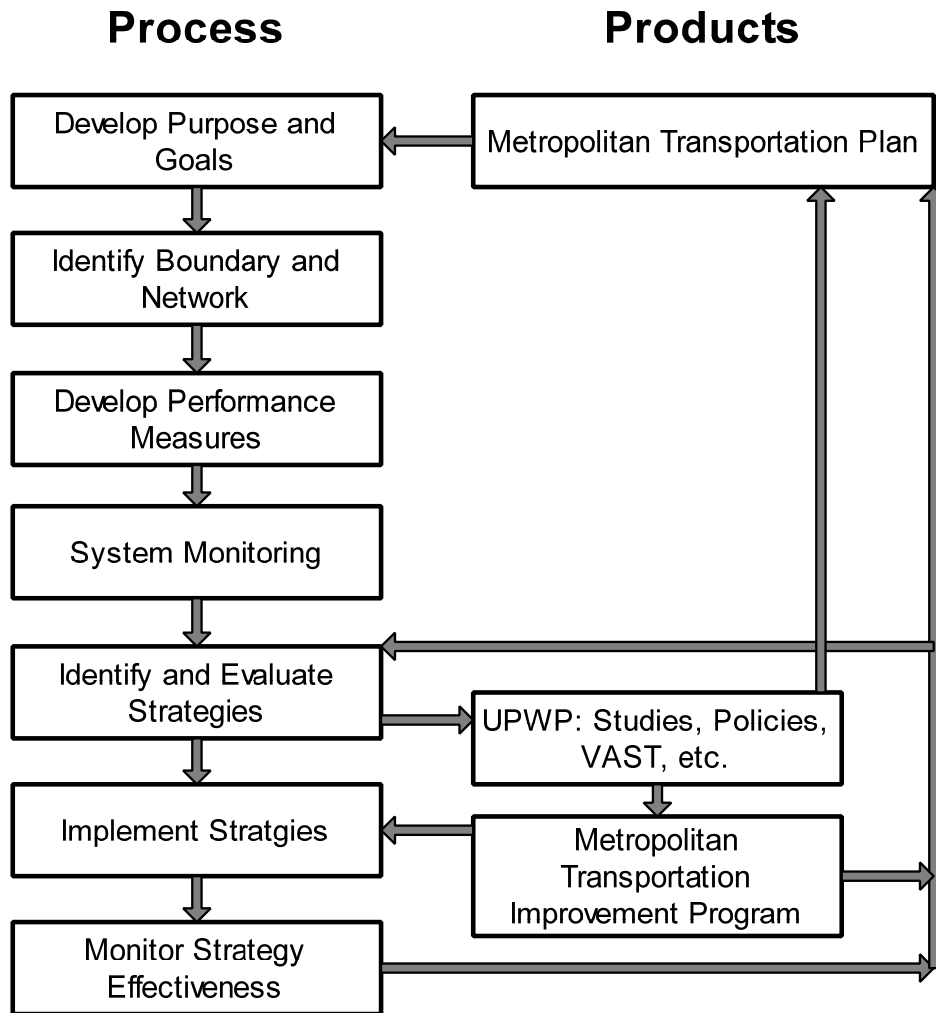 Process
Products
Develop Purpose and
Goals
Metropolitan Transportation Plan
Identify Boundary and
Network
Develop Performance
Measures
System Monitoring
Identify and Evaluate
Strategies
UPWP: Studies, Policies,
VAST, etc.
Implement Stratgies
Metropolitan
Transportation
Improvement Program
Monitor Strategy
Effectiveness